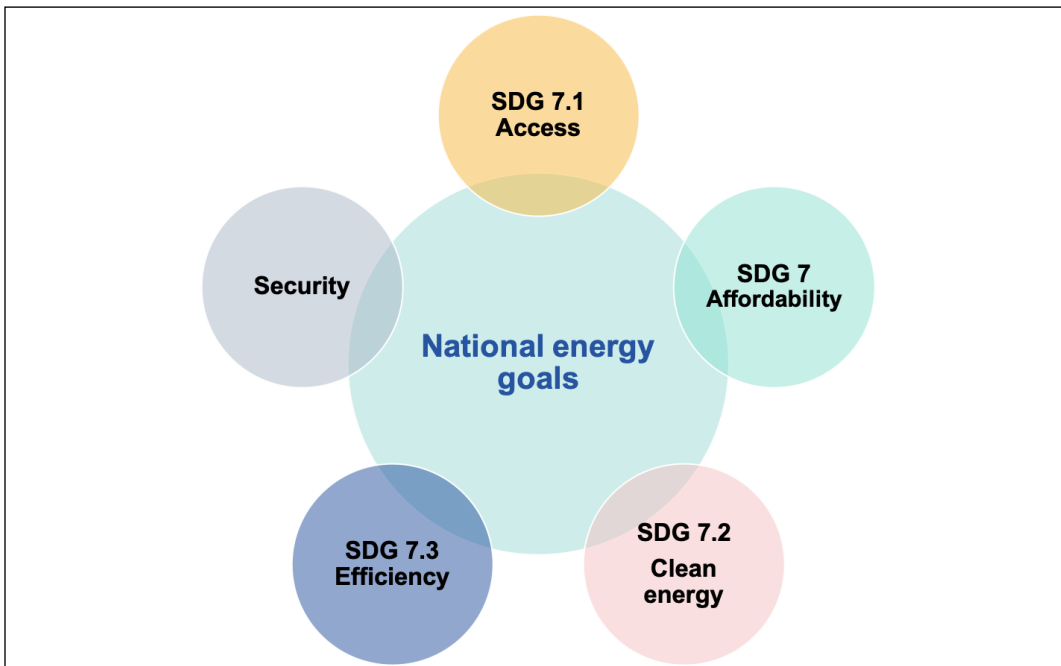 SDG 7.1
Access
SDG 7
Affordability
Security
National energy
goals
SDG 7.3
Efficiency
SDG 7.2
Clean
energy